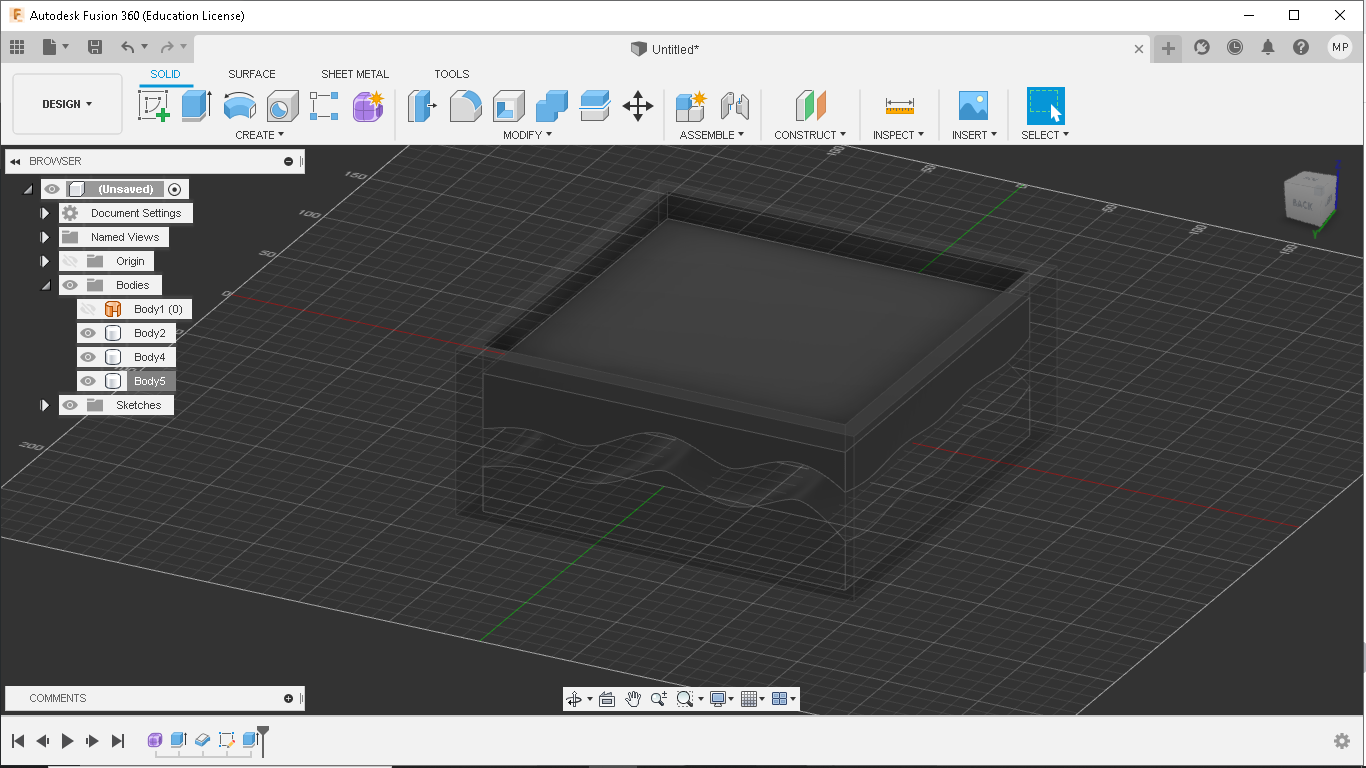 Autodesk Fusion 360 (Education License)
Untitled*
MP
DESIGN
SOLID
SURFACE
SHEET METAL
TOOLS
CREATE
MODIFY
ASSEMBLE
CONSTRUCT
INSPECT
INSERT
SELECT
BROWSER
(Unsaved)
Document Settings
Named Views
Origin
Bodies
Body1 (0)
Body2
Body4
Body5
Sketches
150
100
50
0
200
100
50
50
100
150
BACK
COMMENTS